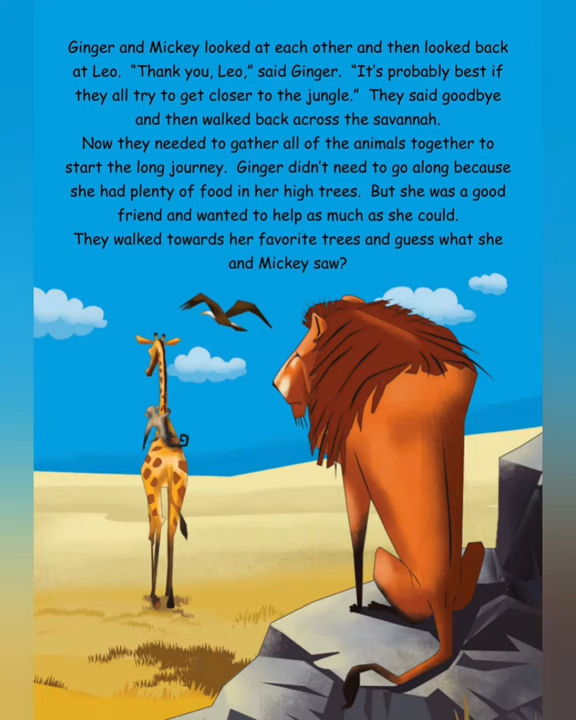 Ginger and Mickey looked at each other and then looked back
at Leo.  “Thank you, Leo,” said Ginger.  “It’s probably best if
they all try to get closer to the jungle.”  They said goodbye
and then walked back across the savannah.
Now they needed to gather all of the animals together to
start the long journey.  Ginger didn’t need to go along because
she had plenty of food in her high trees.  But she was a good
friend and wanted to help as much as she could.
They walked towards her favorite trees and guess what she
and Mickey saw?